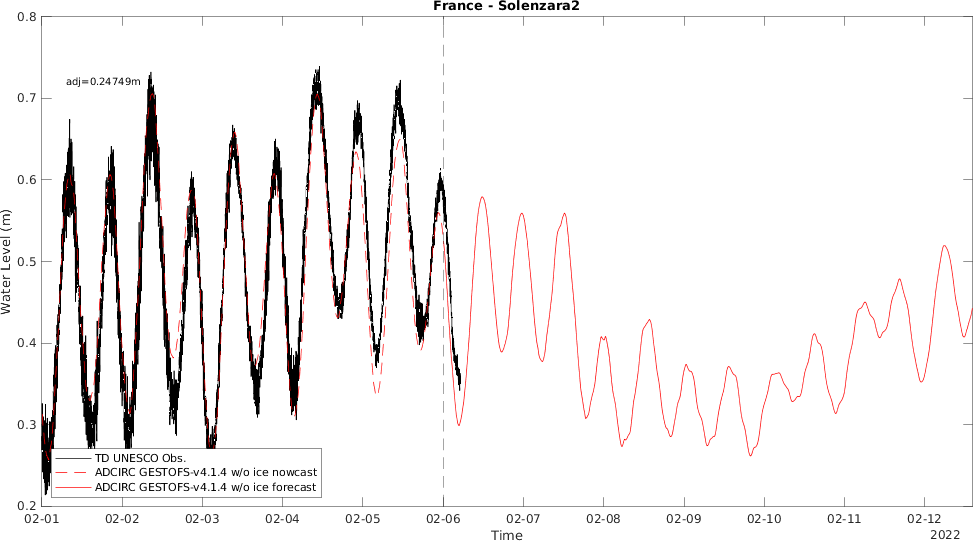 France - Solenzara2
adj=0.24749m
Water Level (m)
0.8
0.7
0.6
0.5
0.4
0.3
0.2
TD UNESCO Obs.
ADCIRC GESTOFS-v4.1.4 w/o ice nowcast
ADCIRC GESTOFS-v4.1.4 w/o ice forecast
02-01 02-02 02-03 02-04 02-05 02-06 02-07 02-08 02-09 02-10 02-11 02-12
Time
2022